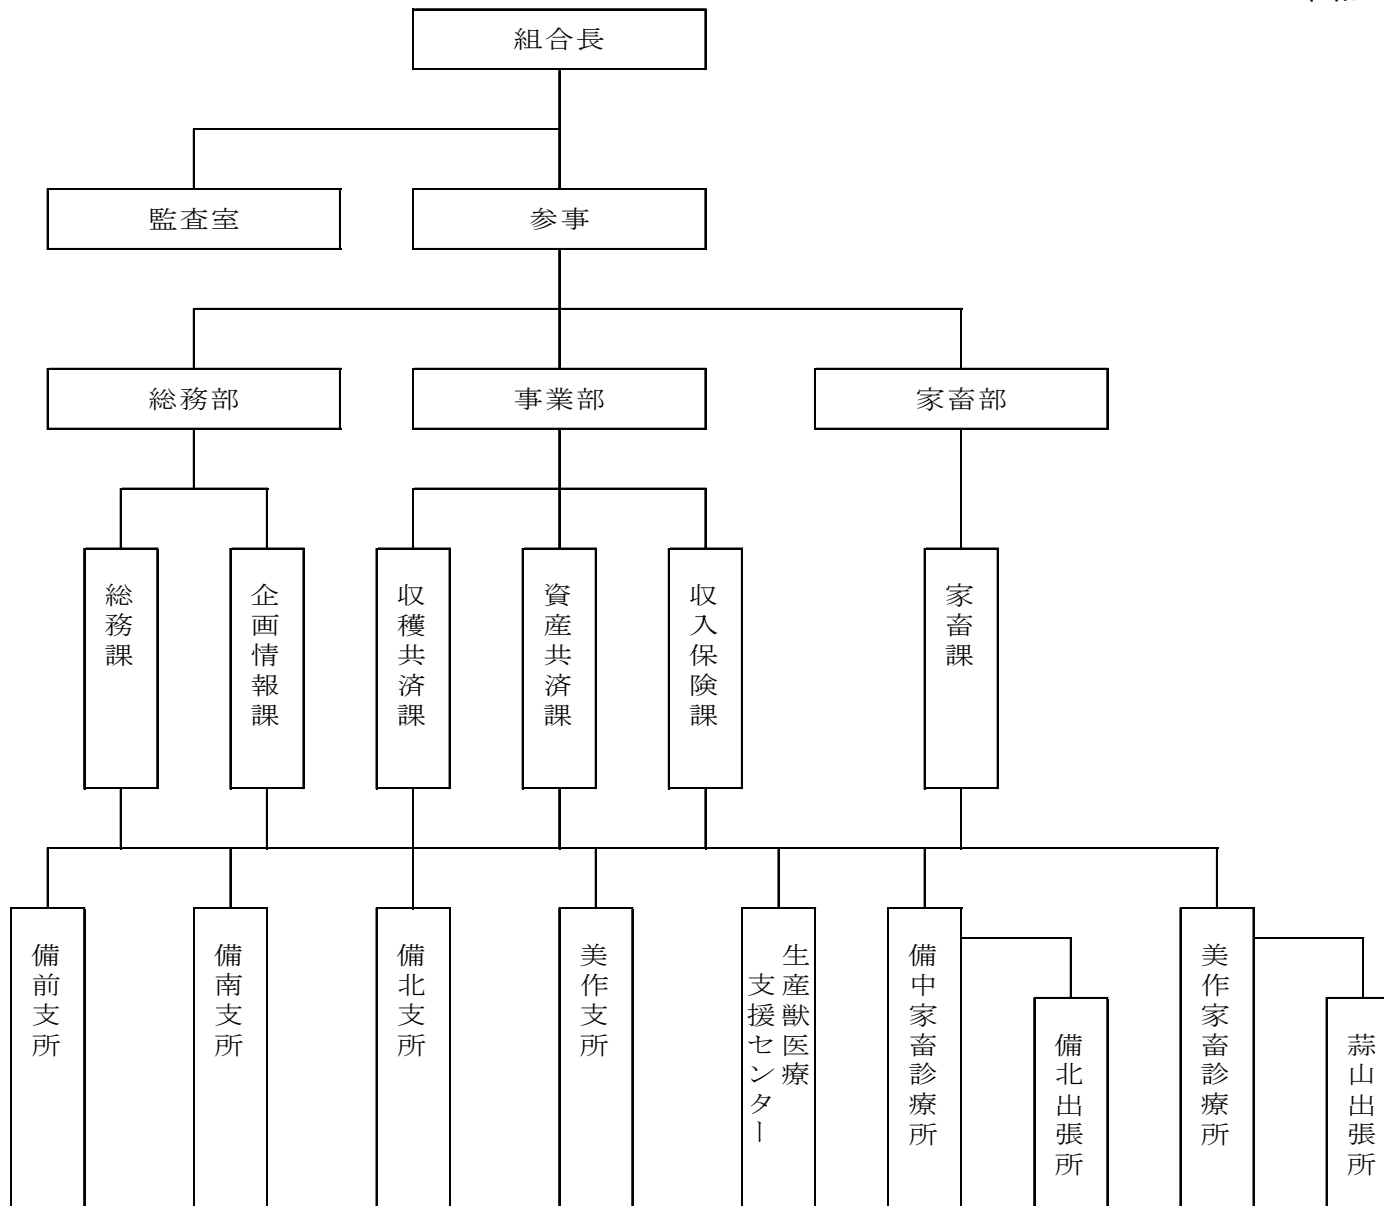 組合長
監査室
参事
総務部
事業部
家畜部
総務課
企画情報課
収穫共済課
資産共済課
収入保険課
家畜課
備前支所
備南支所
備北支所
美作支所
生産獣医療
支援センター
備中家畜診療所
備北出張所
美作家畜診療所
蒜山出張所